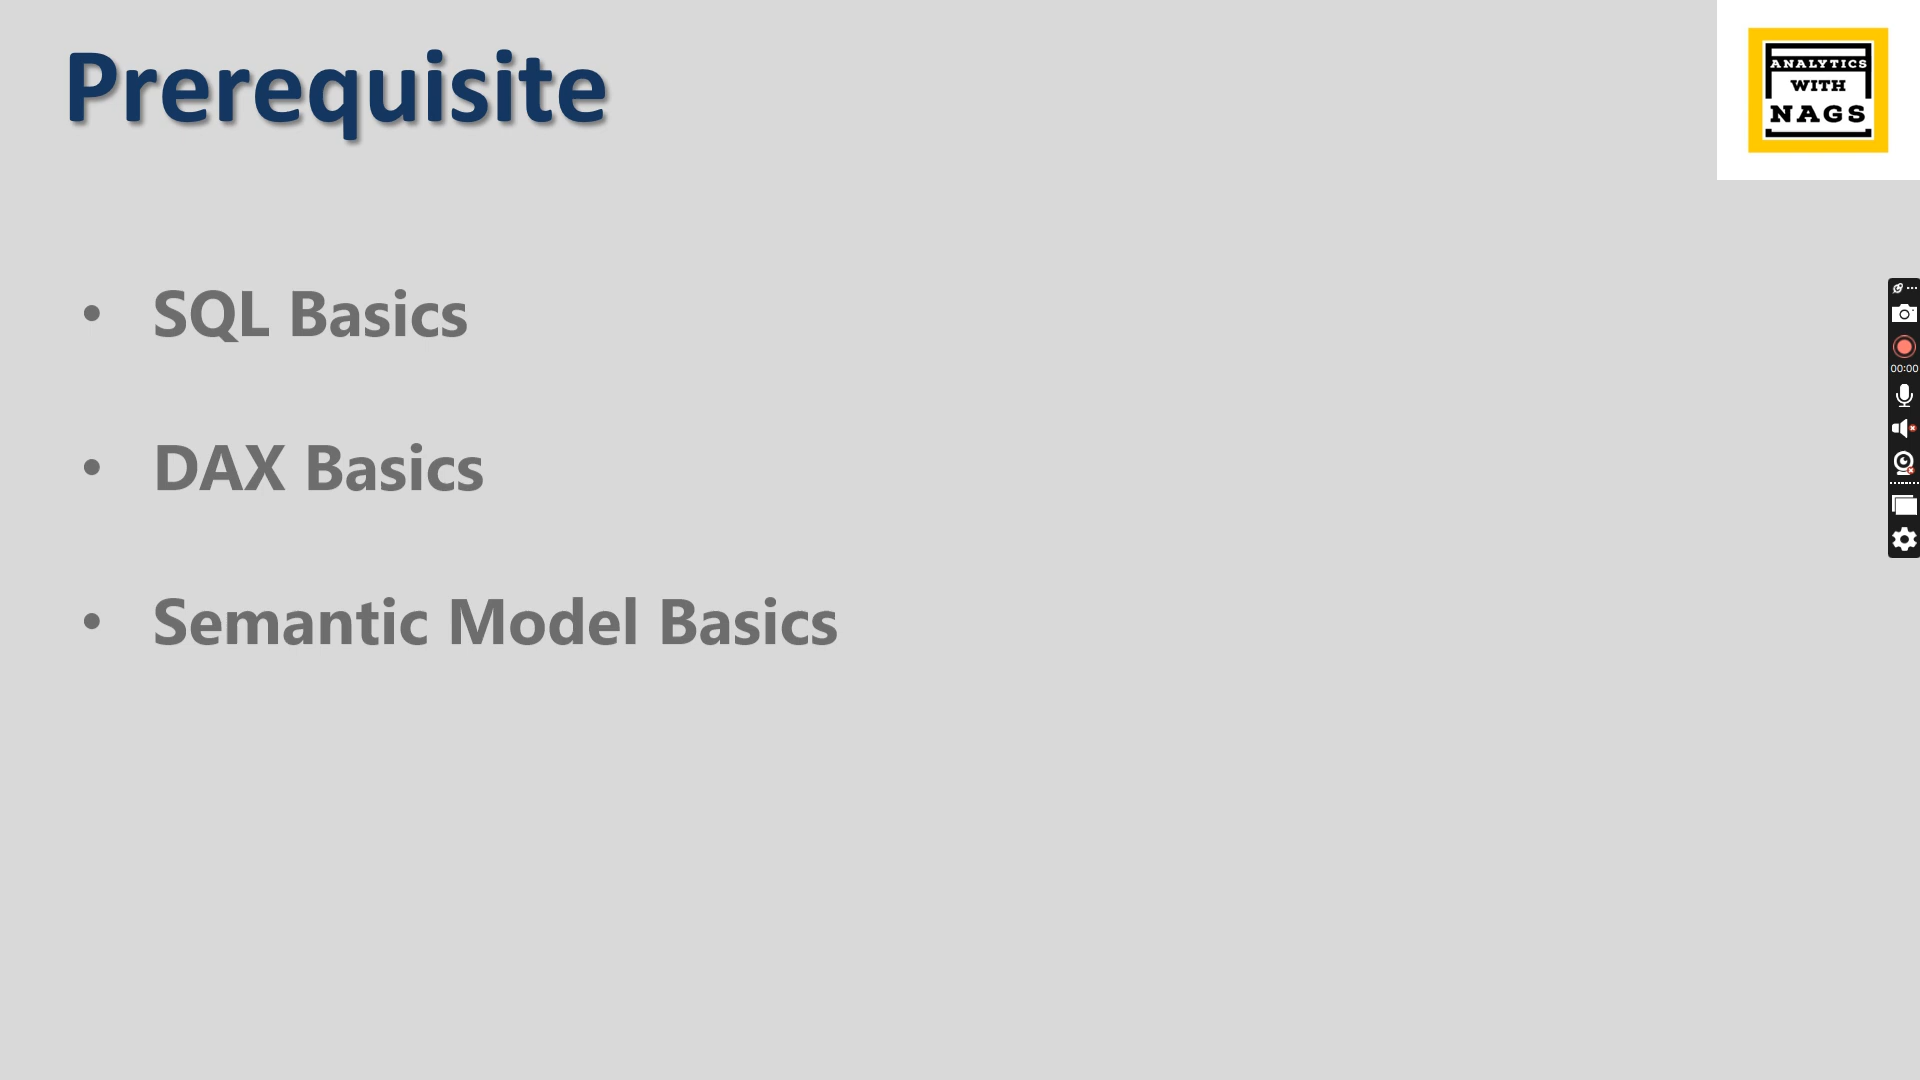 Prerequisite
ANALYTICS
WITH
NAGS
• SQL Basics
• DAX Basics
• Semantic Model Basics
00:00